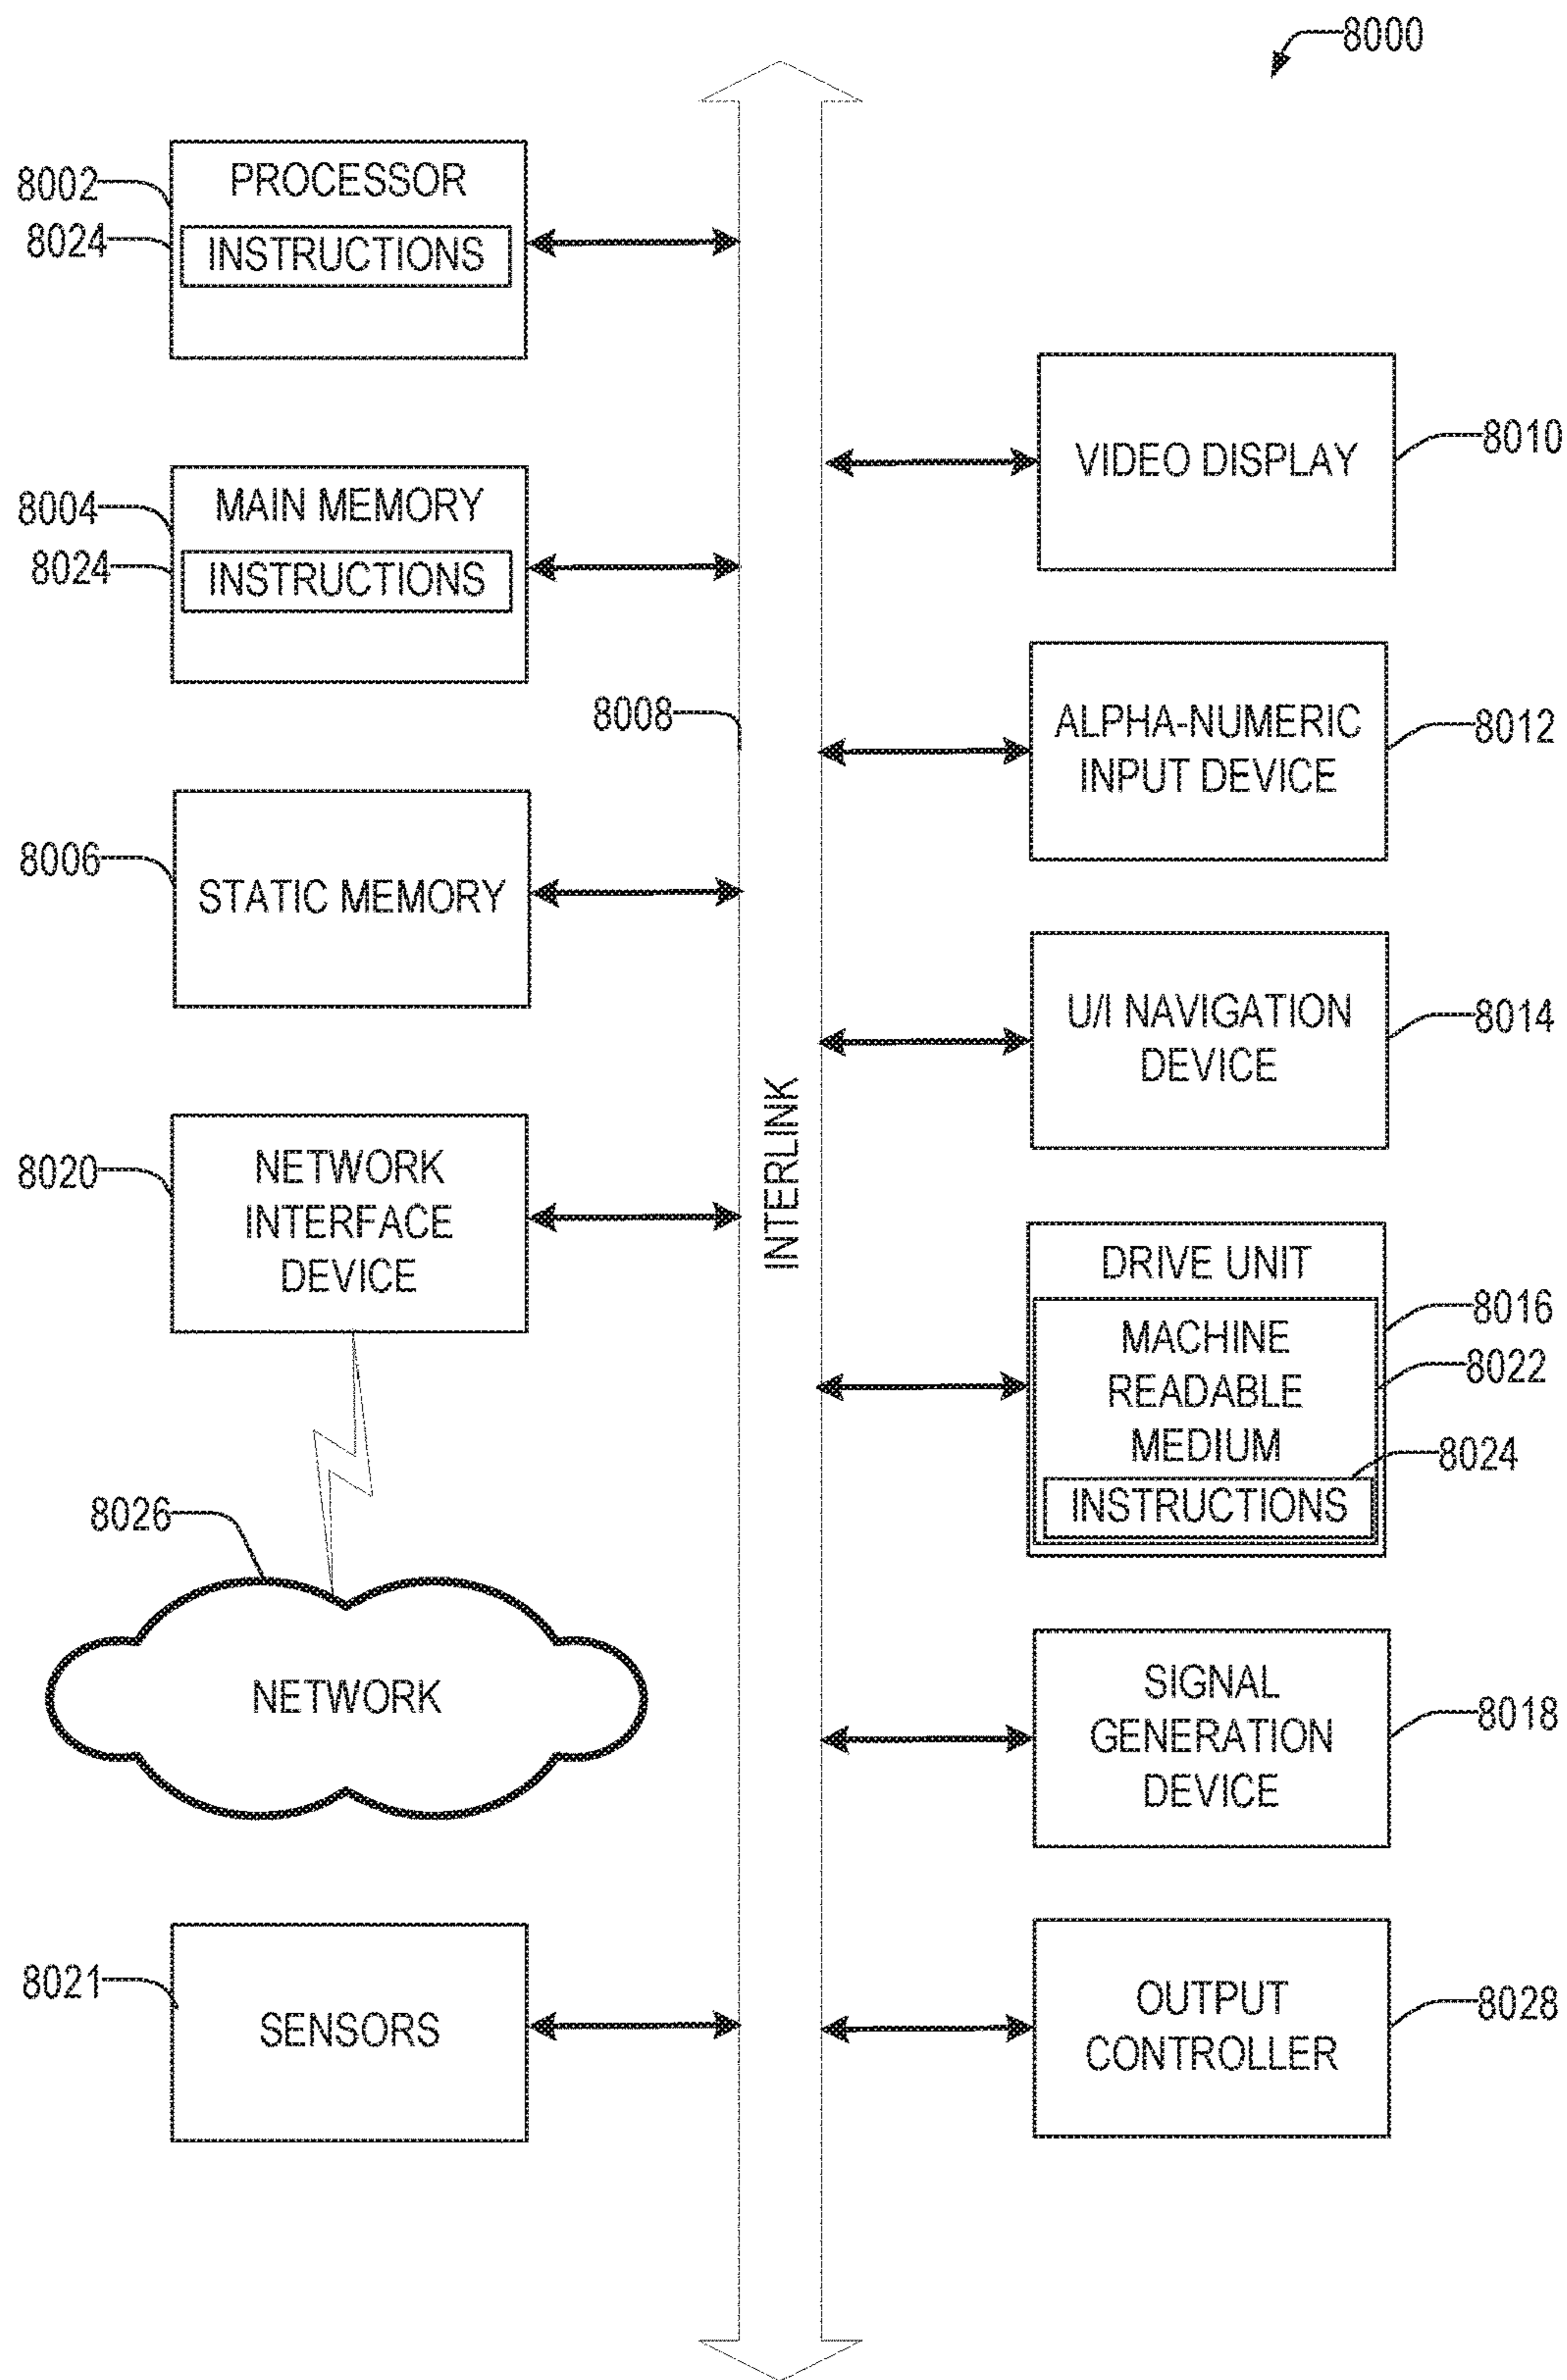 8000
8002
PROCESSOR
8024
INSTRUCTIONS
8004
MAIN MEMORY
8024
INSTRUCTIONS
8008
8006
STATIC MEMORY
8020
NETWORK
INTERFACE
DEVICE
8026
NETWORK
8021
SENSORS
INTERLINK
VIDEO DISPLAY
8010
ALPHA-NUMERIC
INPUT DEVICE
8012
U/I NAVIGATION
DEVICE
8014
DRIVE UNIT
8016
MACHINE
READABLE
MEDIUM
8022
8024
INSTRUCTIONS
SIGNAL
GENERATION
DEVICE
8018
OUTPUT
CONTROLLER
8028